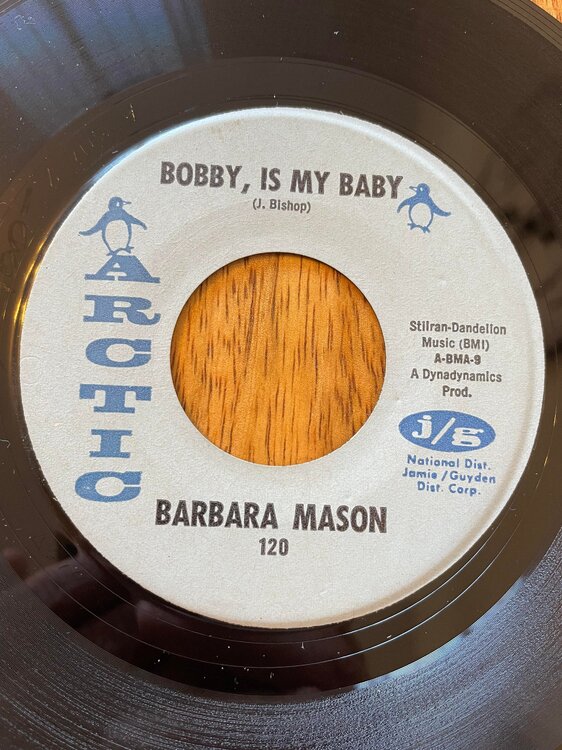 BOBBY, IS MY BABY
(J. Bishop)
ARCTIC
Stilran-Dandelion
Music (BMI)
A-BMA-9
A Dynadynamics
Prod.
j/g
National Dist.
Jamie/Guyden
Dist. Corp.
BARBARA MASON
120